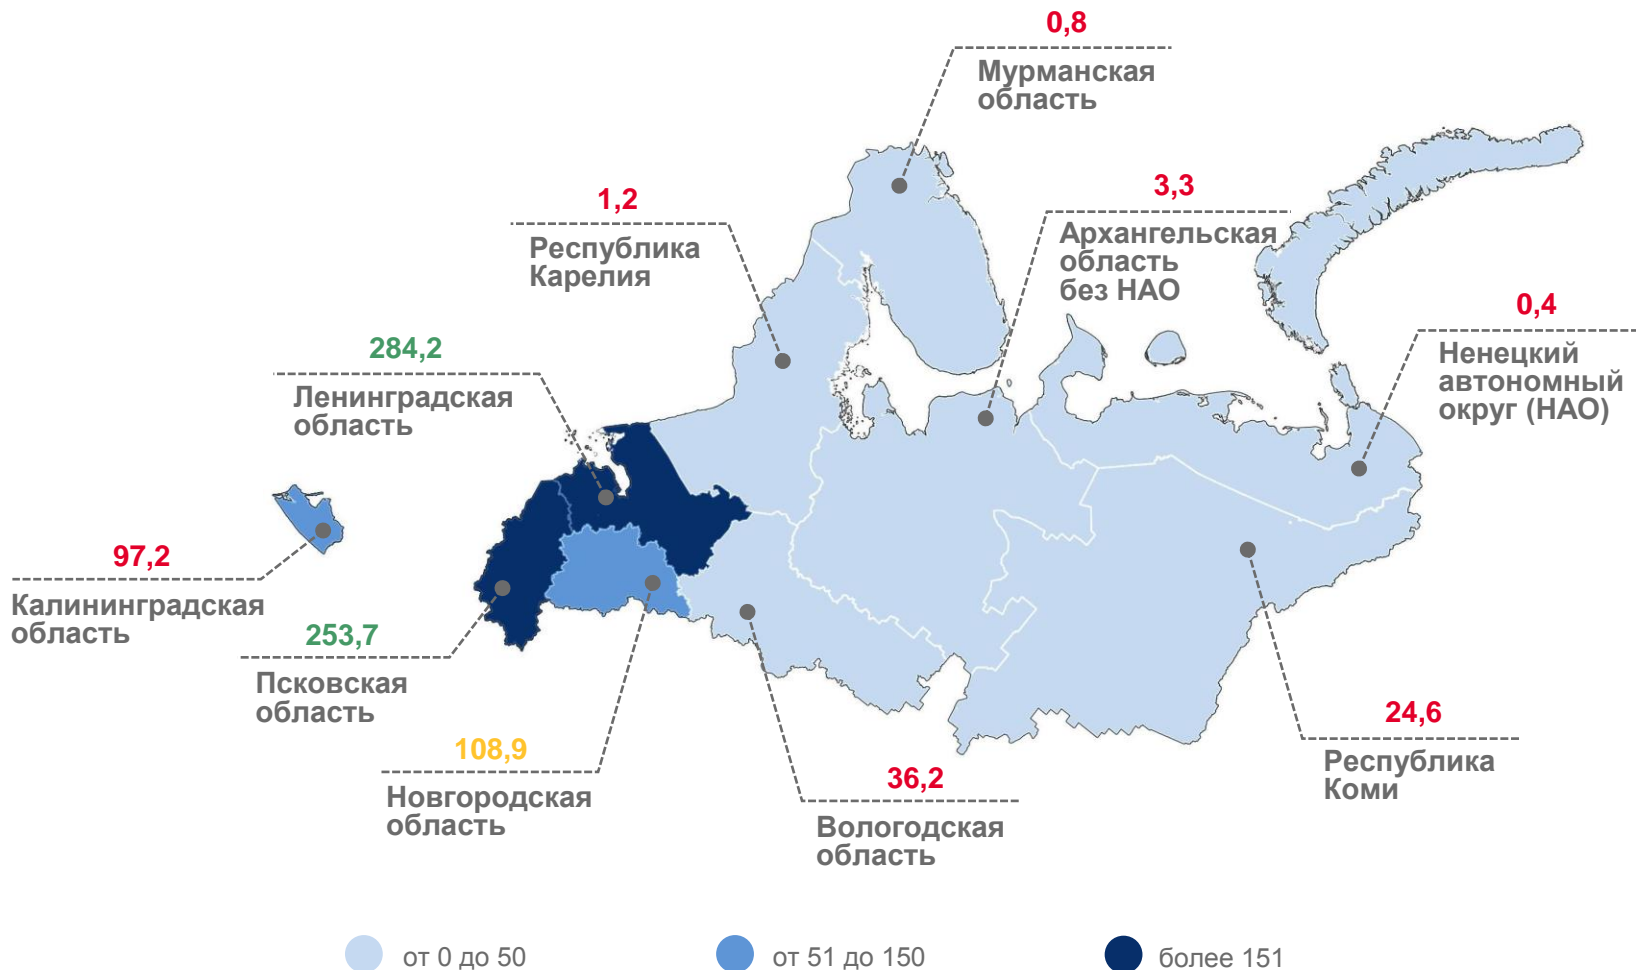 0,8
Мурманская
область
1,2
Республика
Карелия
3,3
Архангельская
область
без НАО
0,4
Ненецкий
автономный
округ (НАО)
284,2
Ленинградская
область
97,2
Калининградская
область
253,7
Псковская
область
108,9
Новгородская
область
36,2
Вологодская
область
24,6
Республика
Коми
от 0 до 50
от 51 до 150
более 151